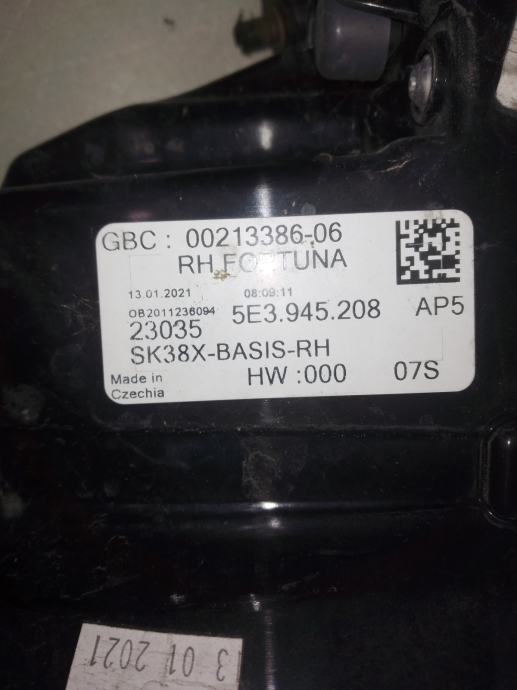 GBC : 00213386-06
RH FORTUNA
13.01.2021 08:09:11
OB2011236094 5E3.945.208 AP5
23035
SK38X-BASIS-RH
Made in Czechia HW :000 07S
3 01 2021